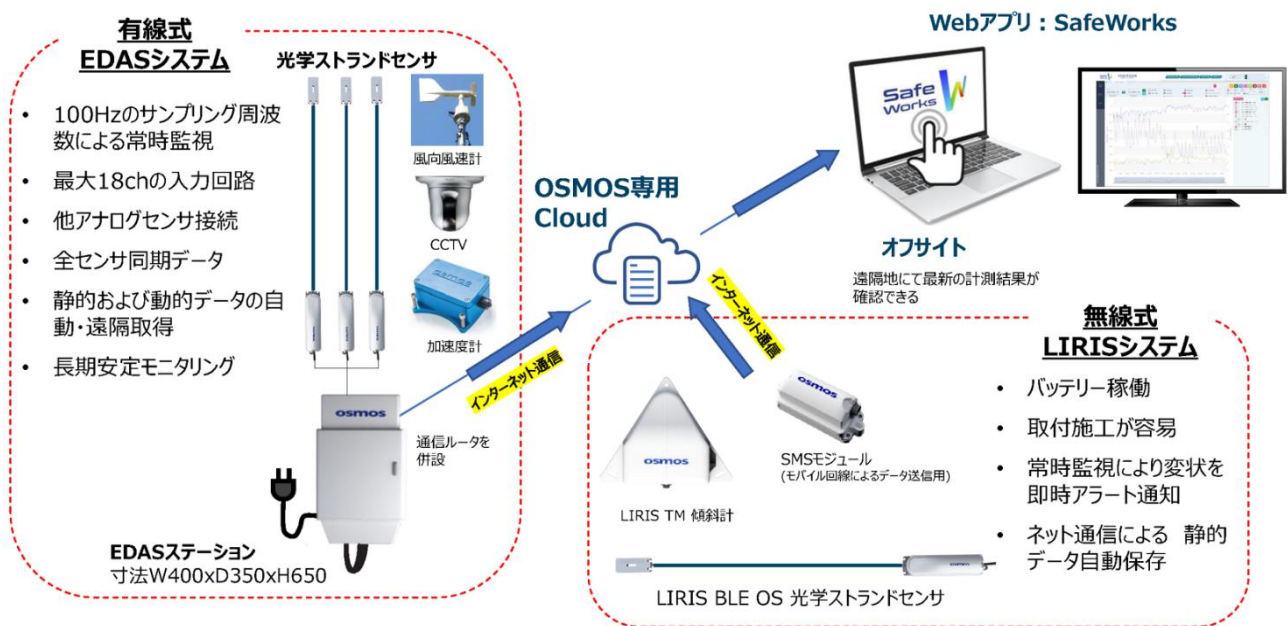 有線式
EDASシステム
光学ストランドセンサ
・ 100Hzのサンプリング周波
数による常時監視
・ 最大18chの入力回路
・ 他アナログセンサ接続
・ 全センサ同期データ
・ 静的および動的データの自
動・遠隔取得
・ 長期安定モニタリング
風向風速計
CCTV
osmos
加速度計
osmos
通信ルータを
併設
EDASステーション
寸法W400xD350xH650
インターネット通信
OSMOS専用
Cloud
Webアプリ：SafeWorks
Safe
Works
オフサイト
遠隔地にて最新の計測結果が
確認できる
インターネット通信
無線式
LIRISシステム
・ バッテリー稼働
・ 取付施工が容易
・ 常時監視により変状を
即時アラート通知
・ ネット通信による 静的
データ自動保存
osmos
LIRIS TM 傾斜計
SMSモジュール
(モバイル回線によるデータ送信用)
LIRIS BLE OS 光学ストランドセンサ